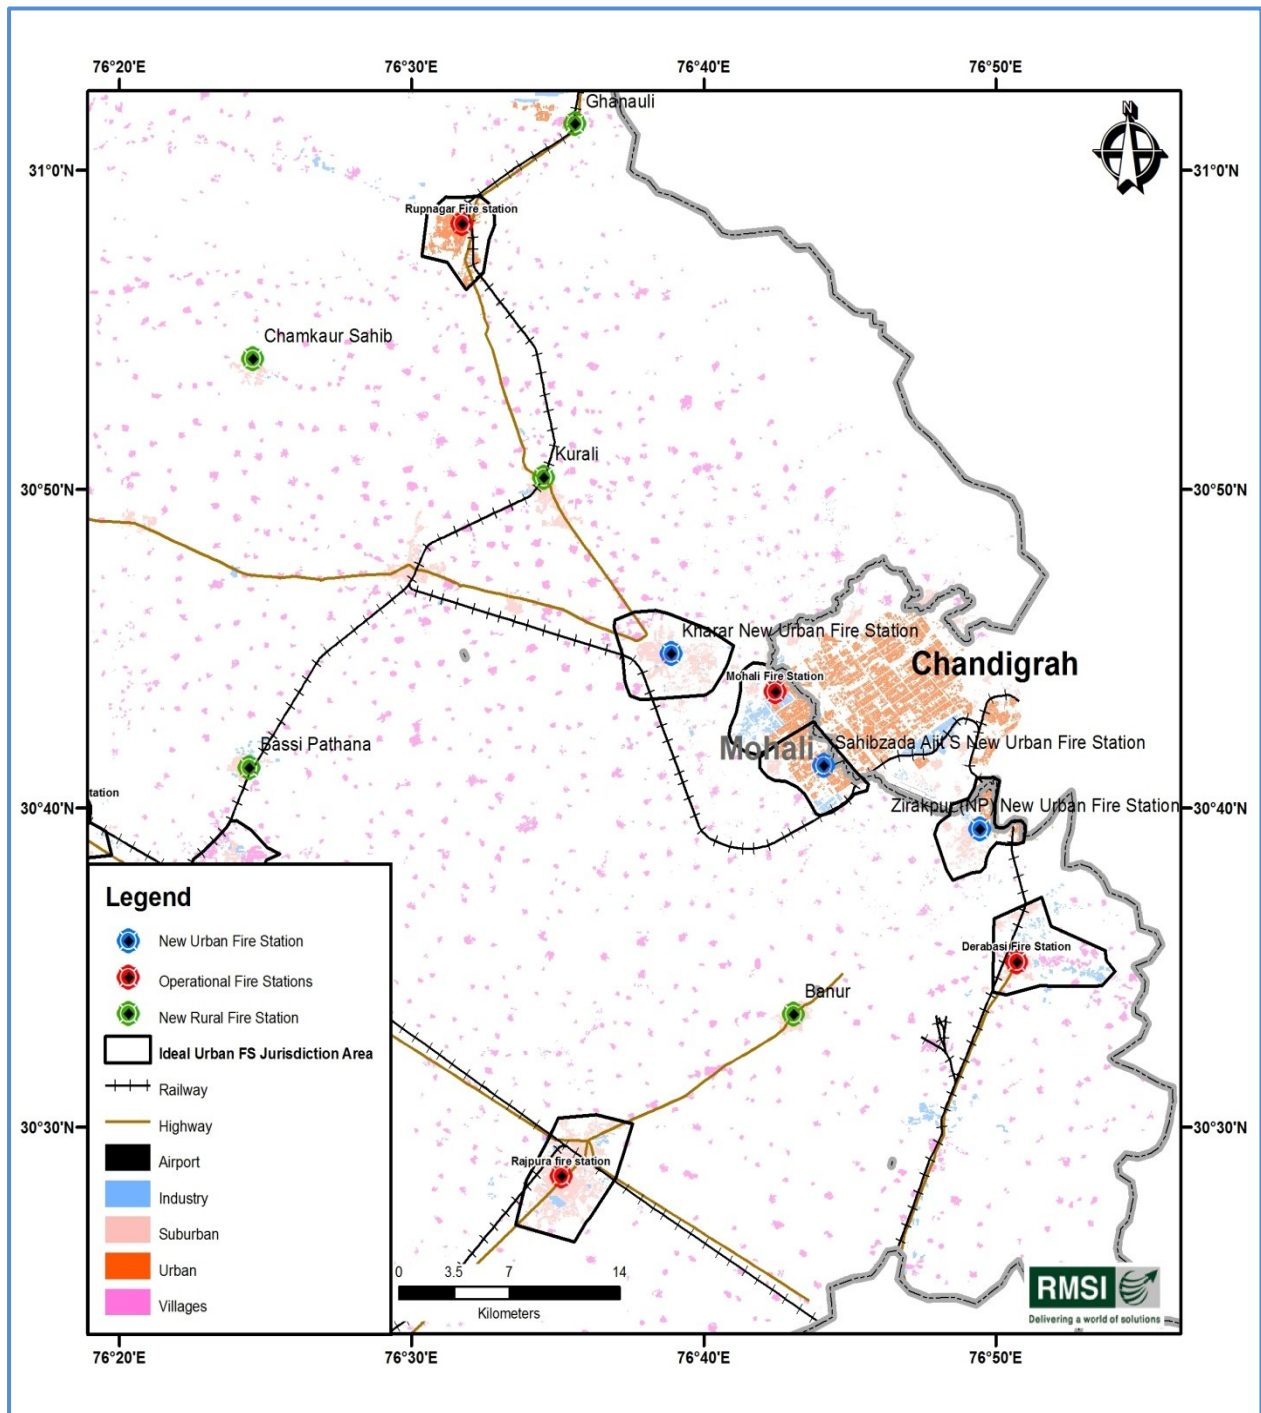 76°20'E 76°30'E 76°40'E 76°50'E
Ghanauli
N
31°0'N 31°0'N
Rupnagar Fire station
Chamkaur Sahib
Kurali
30°50'N 30°50'N
Kharar New Urban Fire Station
Chandigrah
Mohali Fire Station
Mohali
Sahibzada Ajit S New Urban Fire Station
Bassi Pathana
tation
30°40'N 30°40'N
Zirakpur (NP) New Urban Fire Station
Derabasi Fire Station
Banur
30°30'N 30°30'N
Rajpura fire station
Legend
New Urban Fire Station
Operational Fire Stations
New Rural Fire Station
Ideal Urban FS Jurisdiction Area
Railway
Highway
Airport
Industry
Suburban
Urban
Villages
0 3.5 7 14
Kilometers
RMSI
Delivering a world of solutions
76°20'E 76°30'E 76°40'E 76°50'E